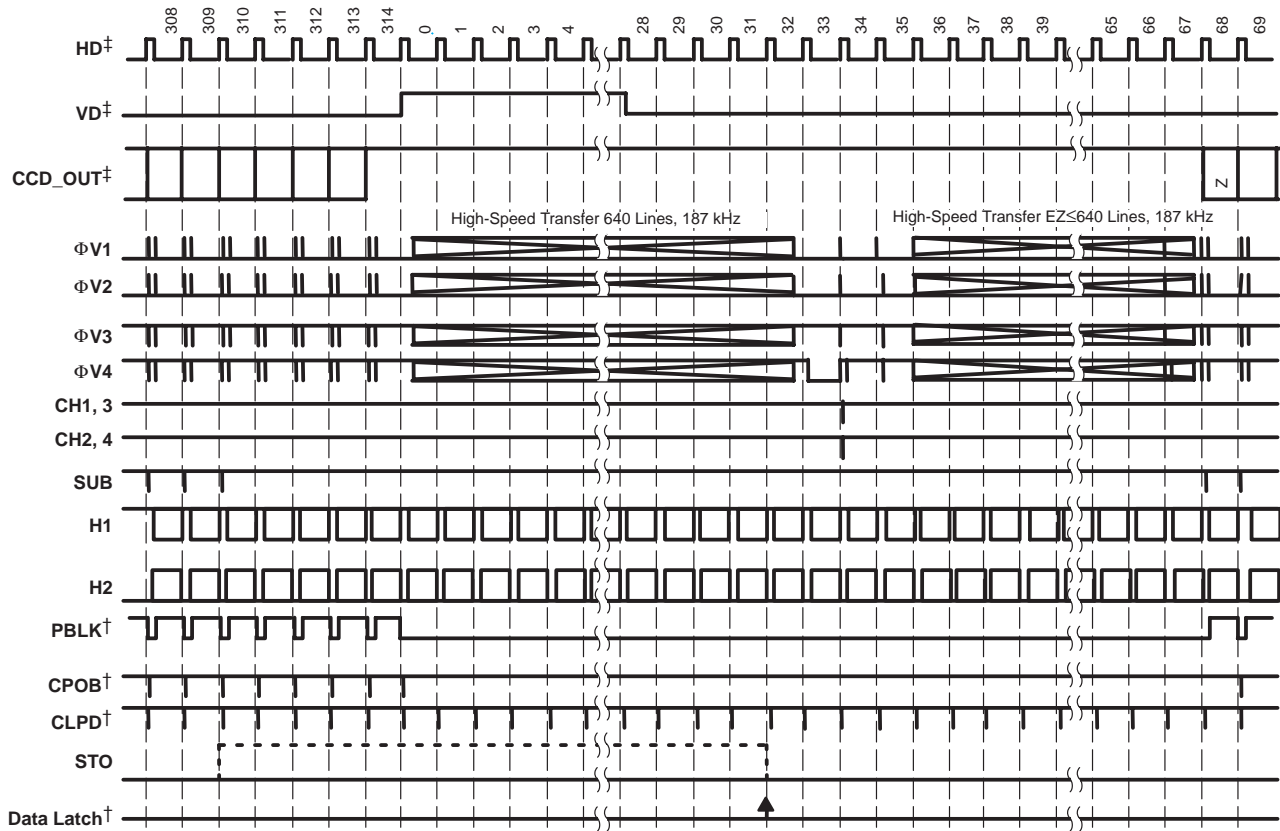 308 309 310 311 312 313 314 0 1 2 3 4 28 29 30 31 32 33 34 35 36 37 38 39 65 66 67 68 69
HD‡
VD‡
CCD_OUT‡
Z
High-Speed Transfer 640 Lines, 187 kHz
High-Speed Transfer EZ≤640 Lines, 187 kHz
ΦV1
ΦV2
ΦV3
ΦV4
CH1, 3
CH2, 4
SUB
H1
H2
PBLK†
CPOB†
CLPD†
STO
Data Latch†